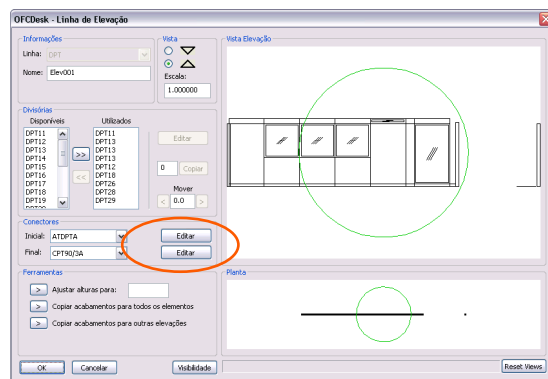 OFCDesk - Linha de Elevação
Informações
Linha: DPT
Nome: Elev001
Vista
Escala:
1.000000
Vista Elevação
Divisórias
Disponíveis
Utilizados
DPT11
DPT12
DPT13
DPT14
DPT15
DPT16
DPT17
DPT18
DPT19
>>
<<
DPT11
DPT13
DPT13
DPT13
DPT12
DPT18
DPT26
DPT28
DPT29
Editar
0 Copiar
Mover
< 0.0 >
Conectores
Inicial: ATDPTA Editar
Final: CPT90/3A Editar
Ferramentas
> Ajustar alturas para:
> Copiar acabamentos para todos os elementos
> Copiar acabamentos para outras elevações
Planta
OK Cancelar Visibilidade Reset Views